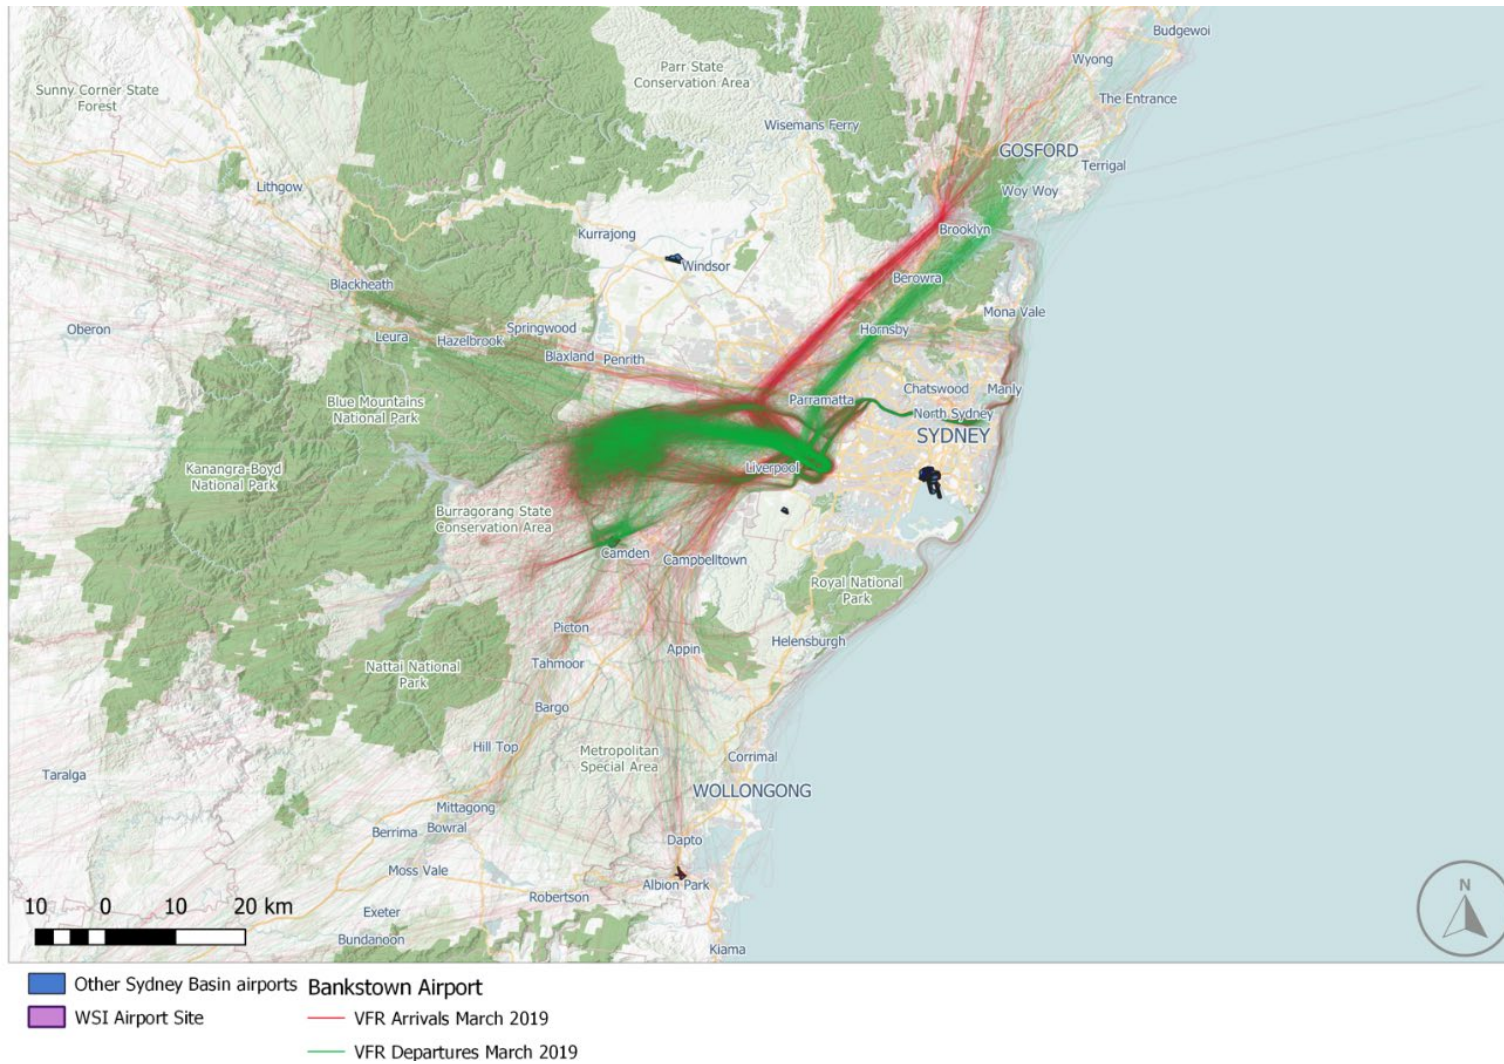 Budgewoi
Parr State
Conservation Area
Wyong
Sunny Corner State
Forest
The Entrance
Wisemans Ferry
GOSFORD
Terrigal
Lithgow
Woy Woy
Kurrajong
Brooklyn
Windsor
Berowra
Blackheath
Mona Vale
Oberon
Springwood
Hornsby
Leura
Hazelbrook
Blaxland
Penrith
Chatswood
Manly
Blue Mountains
National Park
Parramatta
North Sydney
SYDNEY
Kanangra-Boyd
National Park
Liverpool
Burragorang State
Conservation Area
Camden
Campbelltown
Royal National
Park
Picton
Helensburgh
Appin
Nattai National
Park
Tahmoor
Bargo
Hill Top
Metropolitan
Special Area
Corrimal
Taralga
WOLLONGONG
Mittagong
Berrima
Bowral
Dapto
Moss Vale
Albion Park
Robertson
N
10 0 10 20 km
Exeter
Bundanoon
Kiama
Other Sydney Basin airports
WSI Airport Site
Bankstown Airport
VFR Arrivals March 2019
VFR Departures March 2019